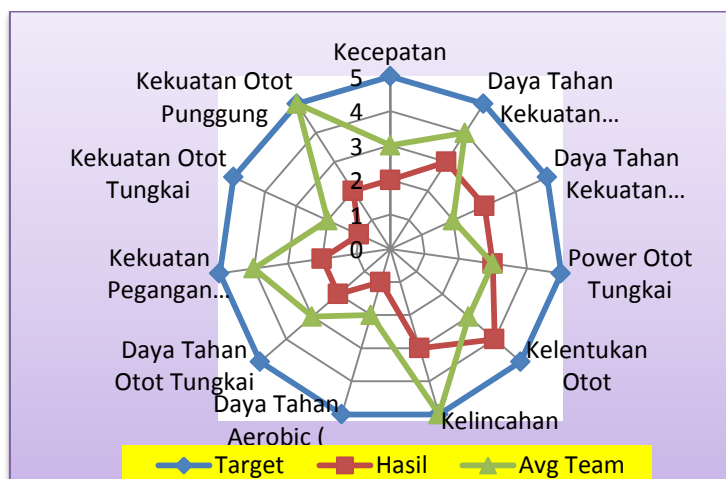 Kecepatan
Daya Tahan
Kekuatan...
Daya Tahan
Kekuatan...
Power Otot
Tungkai
Kelentukan
Otot
Kelincahan
Daya Tahan
Aerobic (
Daya Tahan
Otot Tungkai
Kekuatan
Pegangan...
Kekuatan Otot
Tungkai
Kekuatan Otot
Punggung
5
4
3
2
1
0
Target
Hasil
Avg Team